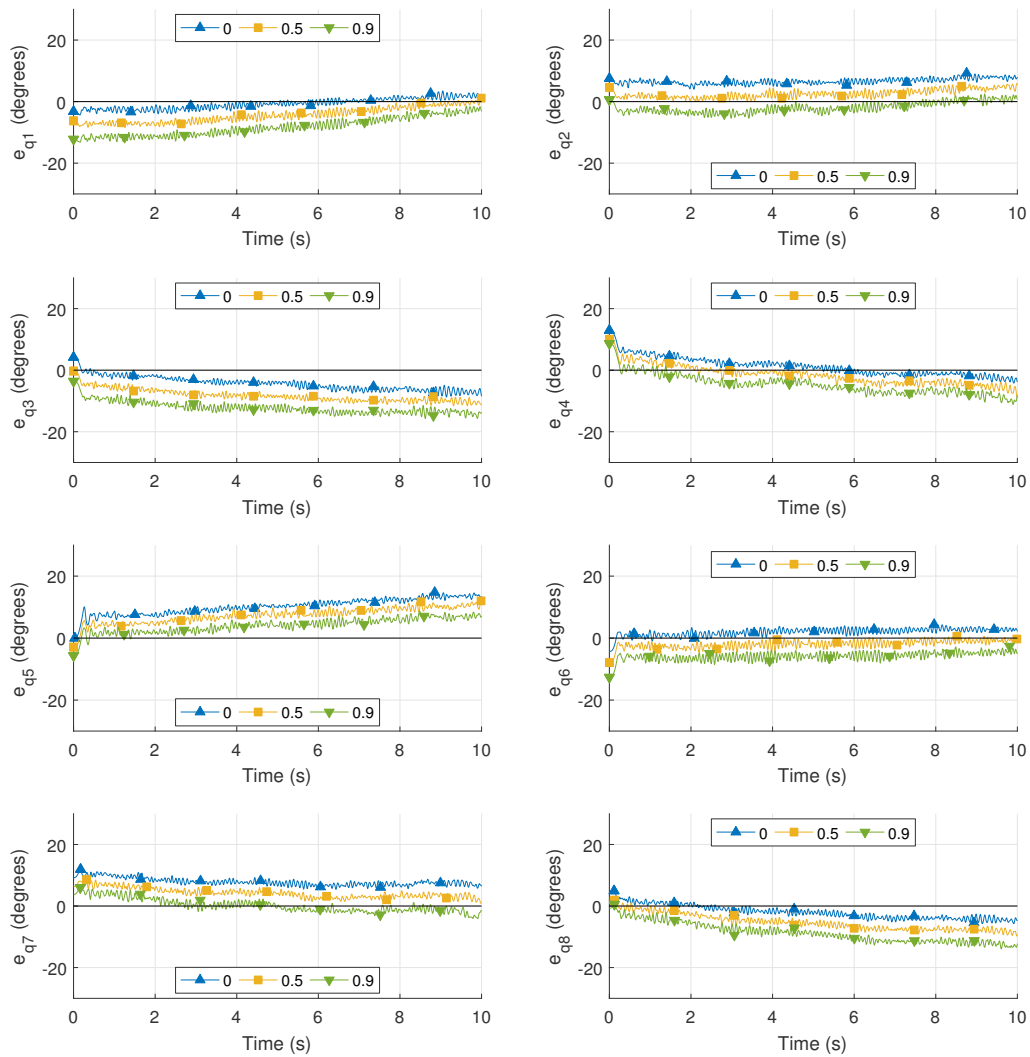 0 0.5 0.9
20
0
-20
e_q1 (degrees)
0 2 4 6 8 10
Time (s)
20
0
-20
e_q2 (degrees)
0 0.5 0.9
0 2 4 6 8 10
Time (s)
0 0.5 0.9
20
0
-20
e_q3 (degrees)
0 2 4 6 8 10
Time (s)
0 0.5 0.9
20
0
-20
e_q4 (degrees)
0 2 4 6 8 10
Time (s)
20
0
-20
e_q5 (degrees)
0 0.5 0.9
0 2 4 6 8 10
Time (s)
0 0.5 0.9
20
0
-20
e_q6 (degrees)
0 2 4 6 8 10
Time (s)
20
0
-20
e_q7 (degrees)
0 0.5 0.9
0 2 4 6 8 10
Time (s)
0 0.5 0.9
20
0
-20
e_q8 (degrees)
0 2 4 6 8 10
Time (s)